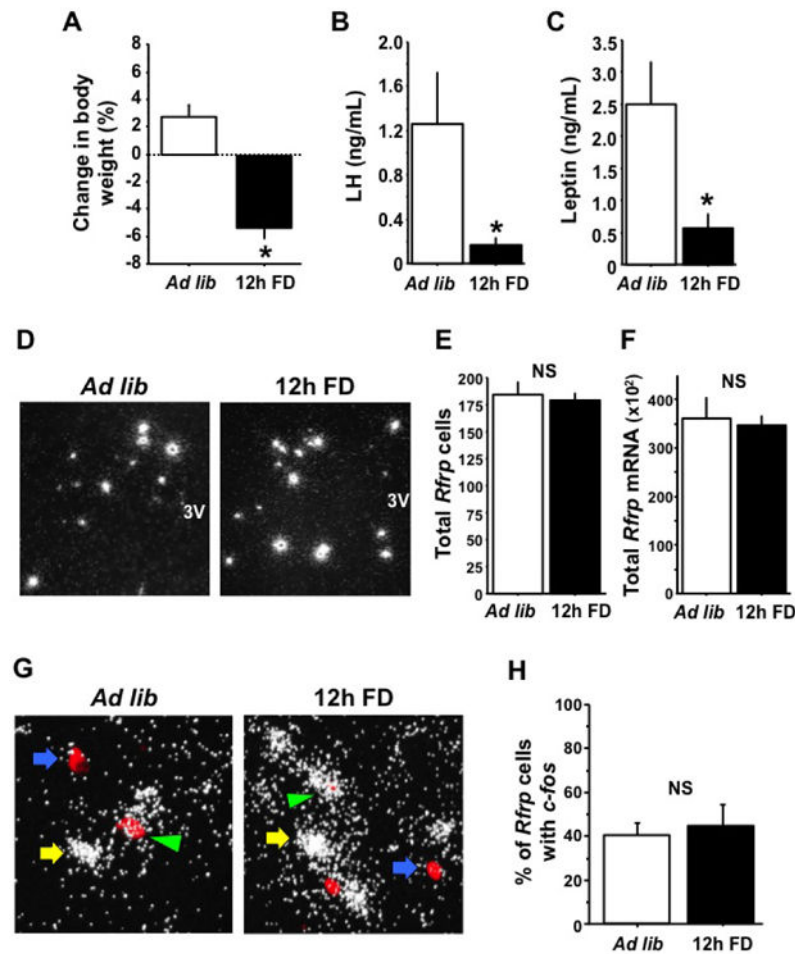 A
Change in body
weight (%)
8
6
4
2
0
-2
-4
-6
-8
*
Ad lib
12h FD
B
LH (ng/mL)
2.0
1.6
1.2
0.8
0.4
0
*
Ad lib
12h FD
C
Leptin (ng/mL)
3.5
3.0
2.5
2.0
1.5
1.0
0.5
0
*
Ad lib
12h FD
D
Ad lib
12h FD
3V
3V
E
NS
Total Rfrp cells
200
175
150
125
100
75
50
25
0
Ad lib
12h FD
F
NS
Total Rfrp mRNA (x10²)
400
350
300
200
100
0
Ad lib
12h FD
G
Ad lib
12h FD
H
% of Rfrp cells
with c-fos
100
80
60
40
20
0
NS
Ad lib
12h FD